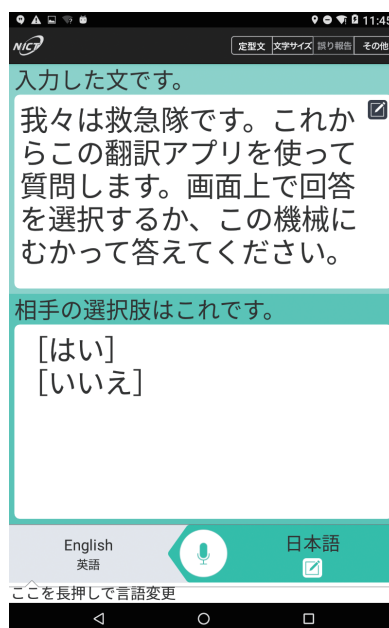 11:45
NICT
定型文 文字サイズ 誤り報告 その他
入力した文です。
我々は救急隊です。これか
らこの翻訳アプリを使って
質問します。画面上で回答
を選択するか、この機械に
むかって答えてください。
相手の選択肢はこれです。
[はい]
[いいえ]
English
英語
日本語
ここを長押しで言語変更